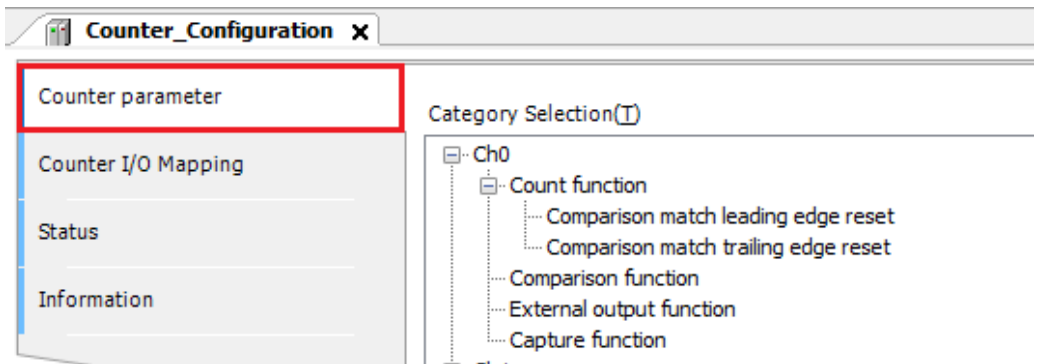 Counter_Configuration
Counter parameter
Counter I/O Mapping
Status
Information
Category Selection(T)
Ch0
Count function
Comparison match leading edge reset
Comparison match trailing edge reset
Comparison function
External output function
Capture function